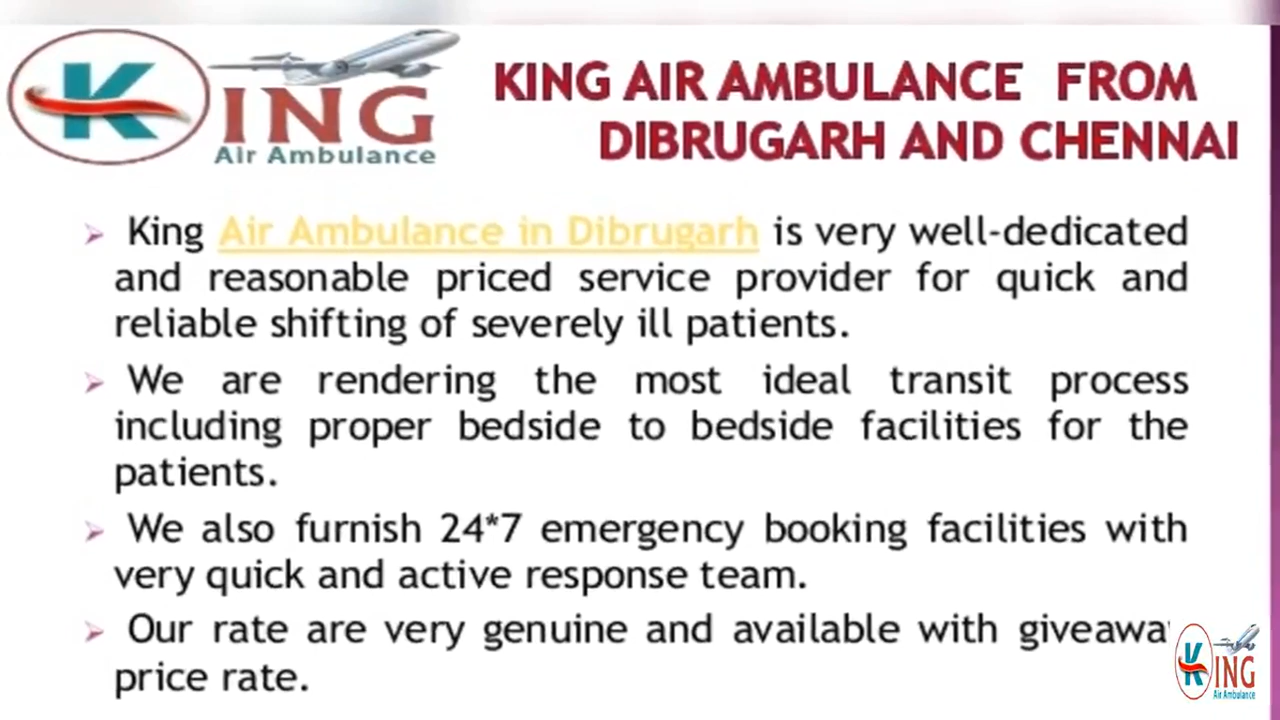 KING
Air Ambulance
KING AIR AMBULANCE FROM
DIBRUGARH AND CHENNAI
King Air Ambulance in Dibrugarh is very well-dedicated
and reasonable priced service provider for quick and
reliable shifting of severely ill patients.
We are rendering the most ideal transit process
including proper bedside to bedside facilities for the
patients.
We also furnish 24*7 emergency booking facilities with
very quick and active response team.
Our rate are very genuine and available with giveawa
price rate.
KING
Air Ambulance